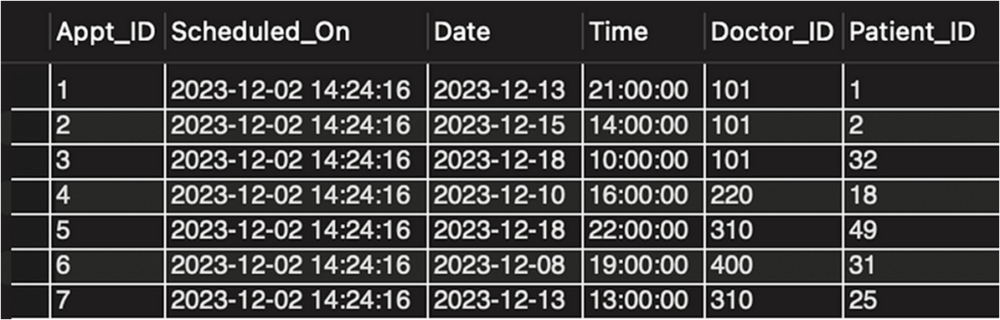 Appt_ID Scheduled_On Date Time Doctor_ID Patient_ID
1 2023-12-02 14:24:16 2023-12-13 21:00:00 101 1
2 2023-12-02 14:24:16 2023-12-15 14:00:00 101 2
3 2023-12-02 14:24:16 2023-12-18 10:00:00 101 32
4 2023-12-02 14:24:16 2023-12-10 16:00:00 220 18
5 2023-12-02 14:24:16 2023-12-18 22:00:00 310 49
6 2023-12-02 14:24:16 2023-12-08 19:00:00 400 31
7 2023-12-02 14:24:16 2023-12-13 13:00:00 310 25